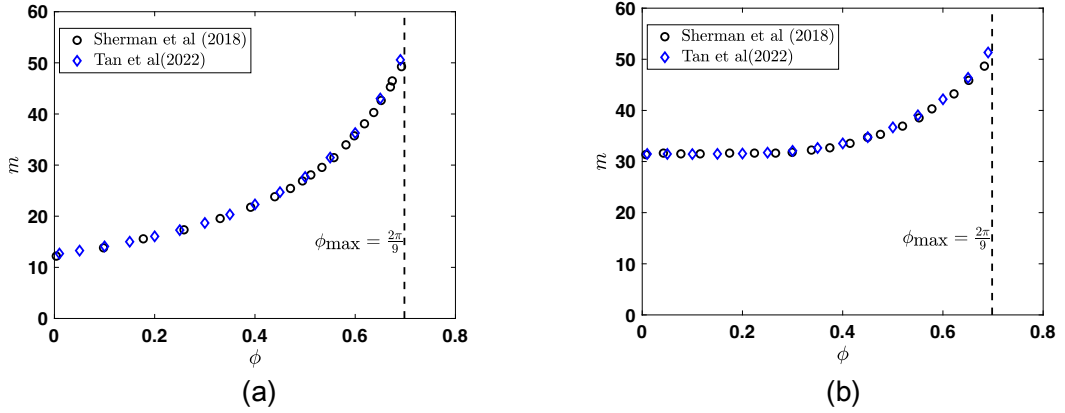 60
50
40
30
20
10
0
m
Sherman et al (2018)
Tan et al(2022)
ϕmax = 2π/9
0 0.2 0.4 0.6 0.8
ϕ
(a)
60
50
40
30
20
10
0
m
Sherman et al (2018)
Tan et al(2022)
ϕmax = 2π/9
0 0.2 0.4 0.6 0.8
ϕ
(b)